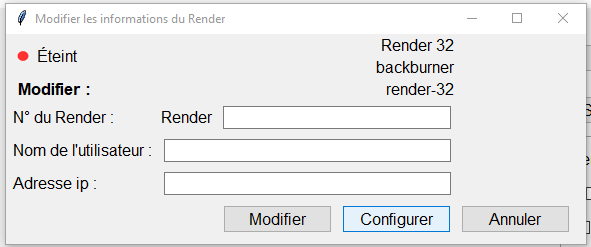 Modifier les informations du Render
Render 32
Éteint
backburner
Modifier :
render-32
N° du Render : Render
Nom de l'utilisateur :
Adresse ip :
Modifier Configurer Annuler